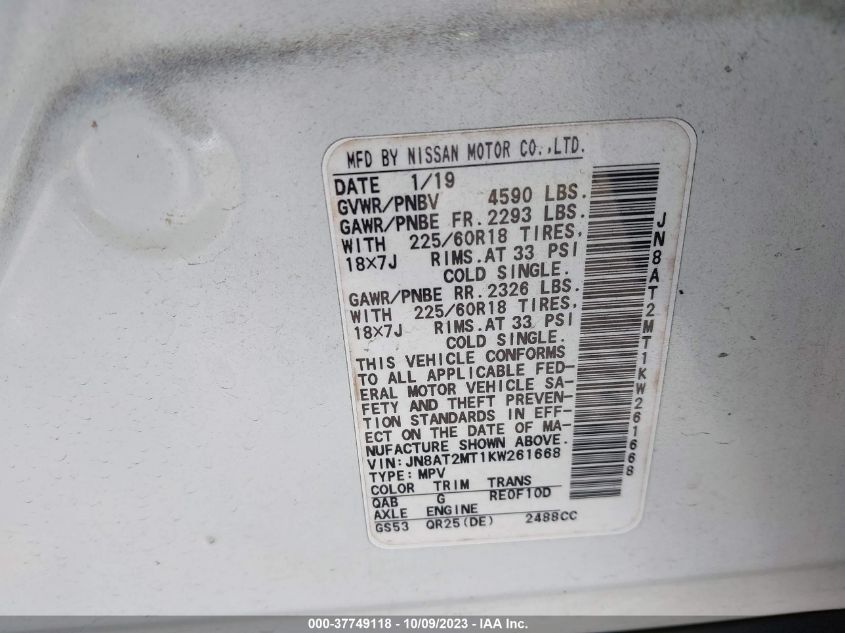 MFD BY NISSAN MOTOR CO.,LTD.
DATE 1/19
GVWR/PNBV 4590 LBS.
GAWR/PNBE FR. 2293 LBS.
WITH 225/60R18 TIRES,
18×7J RIMS.AT 33 PSI
COLD SINGLE.
GAWR/PNBE RR. 2326 LBS.
WITH 225/60R18 TIRES,
18×7J RIMS.AT 33 PSI
COLD SINGLE.
THIS VEHICLE CONFORMS
TO ALL APPLICABLE FED-
ERAL MOTOR VEHICLE SA-
FETY AND THEFT PREVEN-
TION STANDARDS IN EFF-
ECT ON THE DATE OF MA-
NUFACTURE SHOWN ABOVE.
VIN:JN8AT2MT1KW261668
TYPE:MPV
COLOR TRIM TRANS
QAB G RE0F10D
AXLE ENGINE
GS53 QR25(DE) 2488CC
JN8AT2MT1KW261668
000-37749118 - 10/09/2023 - IAA Inc.